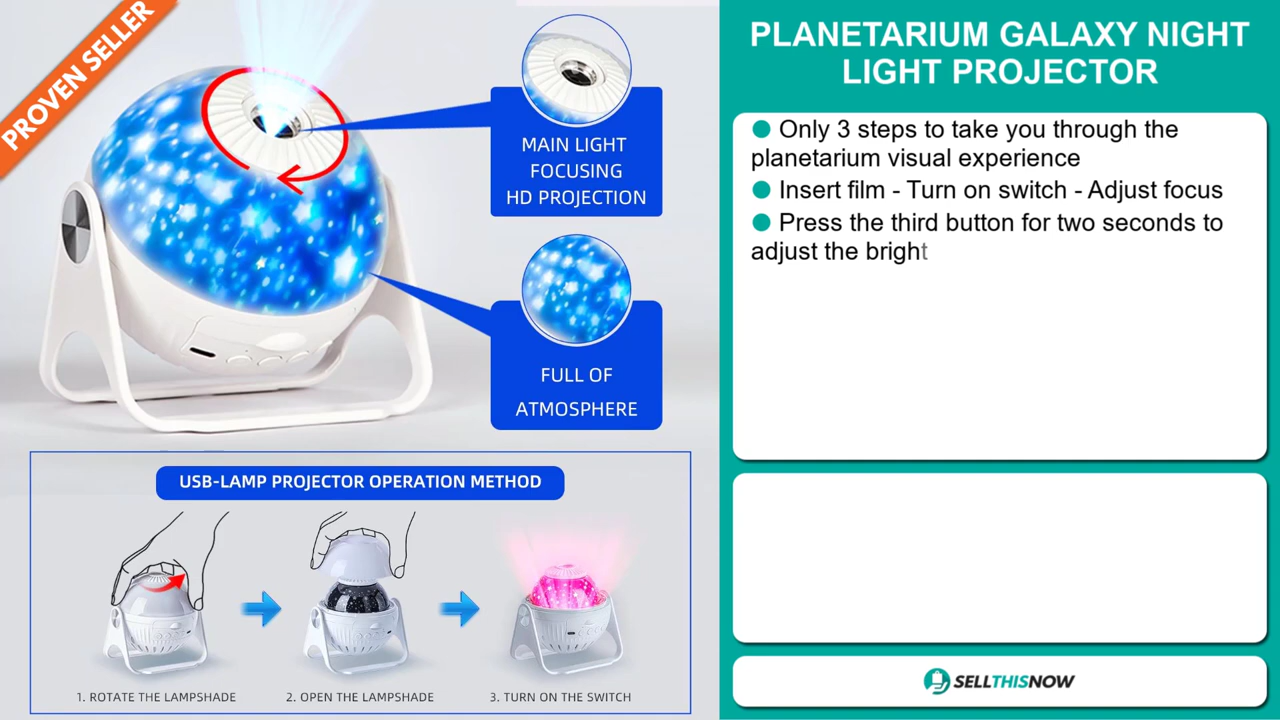 PROVEN SELLER
MAIN LIGHT
FOCUSING
HD PROJECTION
FULL OF
ATMOSPHERE
USB-LAMP PROJECTOR OPERATION METHOD
1. ROTATE THE LAMPSHADE
2. OPEN THE LAMPSHADE
3. TURN ON THE SWITCH
PLANETARIUM GALAXY NIGHT
LIGHT PROJECTOR
● Only 3 steps to take you through the
planetarium visual experience
● Insert film - Turn on switch - Adjust focus
● Press the third button for two seconds to
adjust the bright
SELLTHISNOW